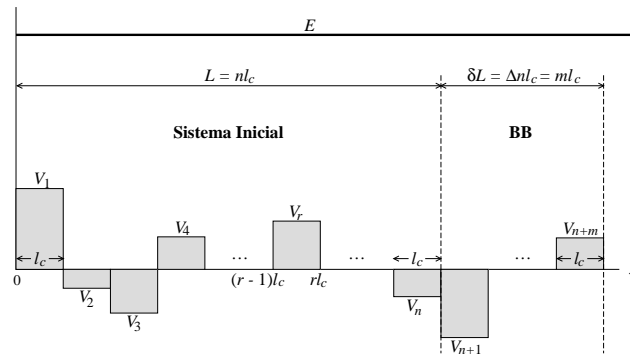 E
L = nl_c
δL = Δnl_c = ml_c
Sistema Inicial
BB
V_1
V_4
V_r
V_{n+m}
l_c
...
(r - 1)l_c
rl_c
...
l_c
...
l_c
0
V_2
V_3
V_n
V_{n+1}